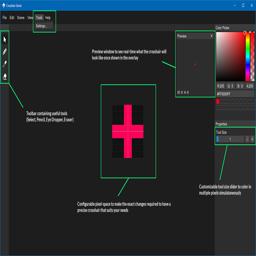 Crosshair Editor
File Edit Scene View Tools Help
Settings...
Color Picker
Preview
Preview window to see real-time what the crosshair will
look like once shown in the overlay
Toolbar containing useful tools
(Select, Pencil, Eye Dropper, Eraser)
Properties
Tool Size
Customizable tool size slider to color in
multiple pixels simultaneously
Configurable pixel-space to make the exact changes required to have a
precise crosshair that suits your needs